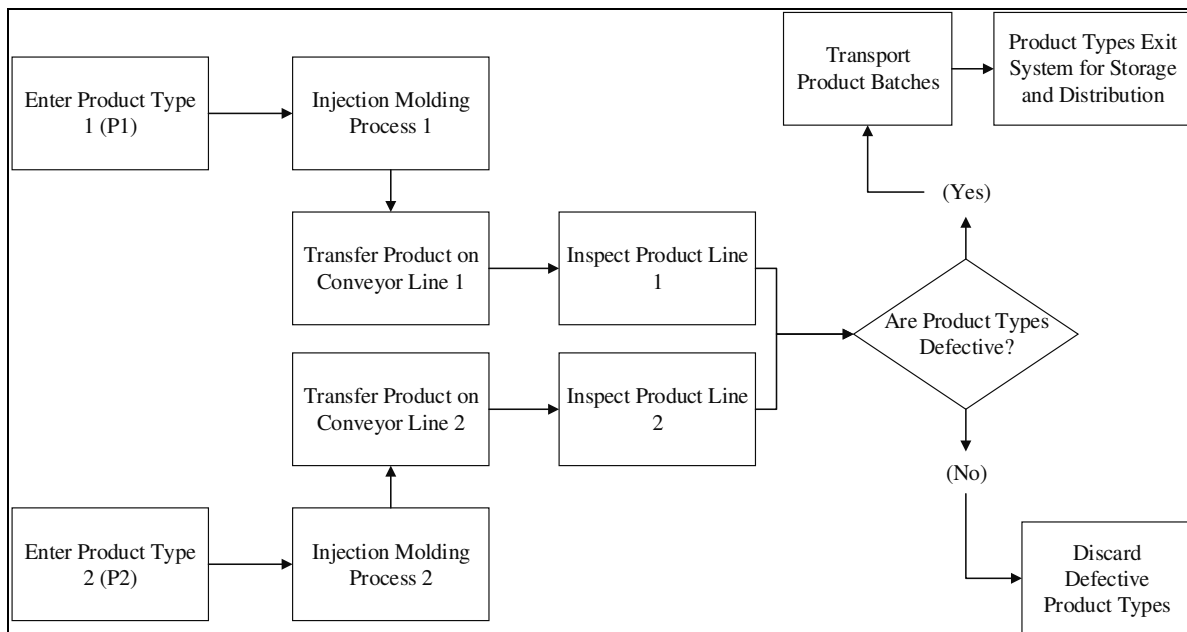 Enter Product Type
1 (P1)
Injection Molding
Process 1
Transport
Product Batches
Product Types Exit
System for Storage
and Distribution
(Yes)
Transfer Product on
Conveyor Line 1
Inspect Product Line
1
Are Product Types
Defective?
Transfer Product on
Conveyor Line 2
Inspect Product Line
2
(No)
Enter Product Type
2 (P2)
Injection Molding
Process 2
Discard
Defective
Product Types